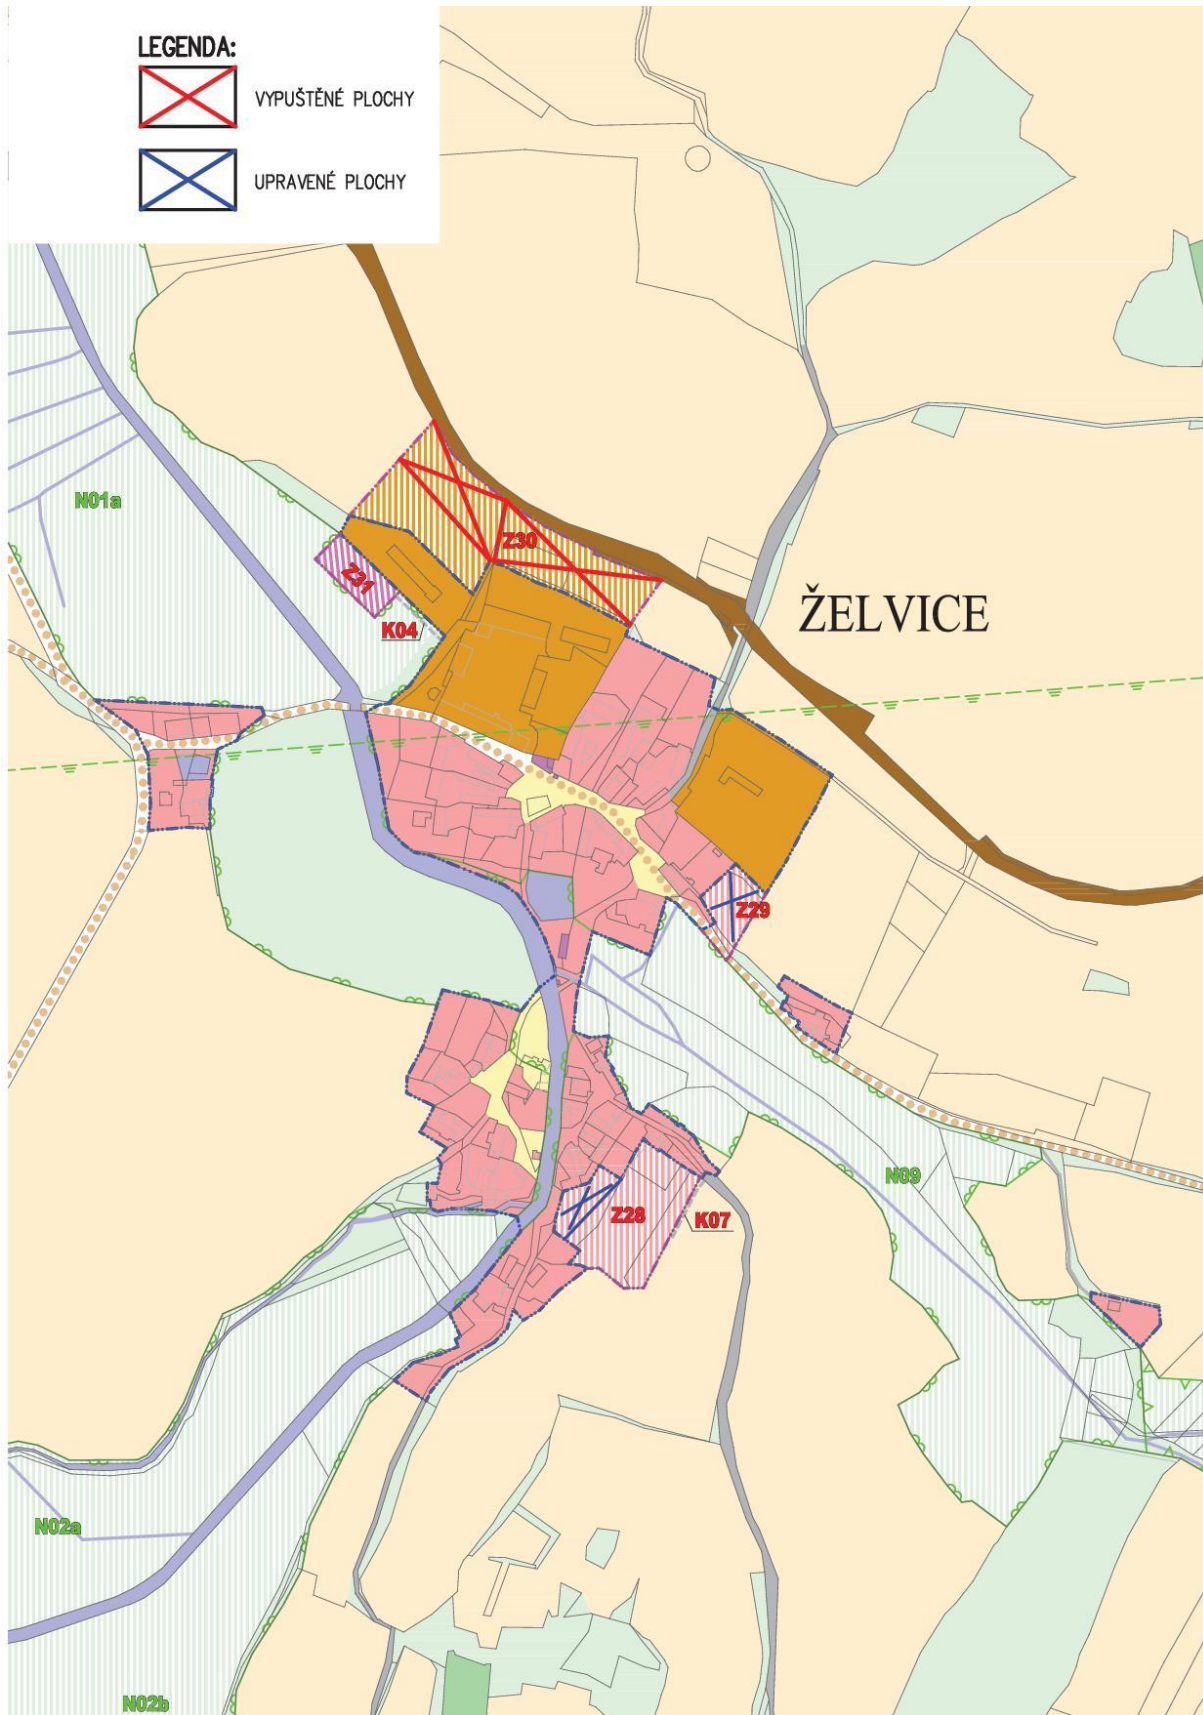 LEGENDA:
VYPUŠTĚNÉ PLOCHY
UPRAVENÉ PLOCHY
N01a
Z30
Z31
K04
ŽELVICE
Z29
N09
Z28
K07
N02a
N02b